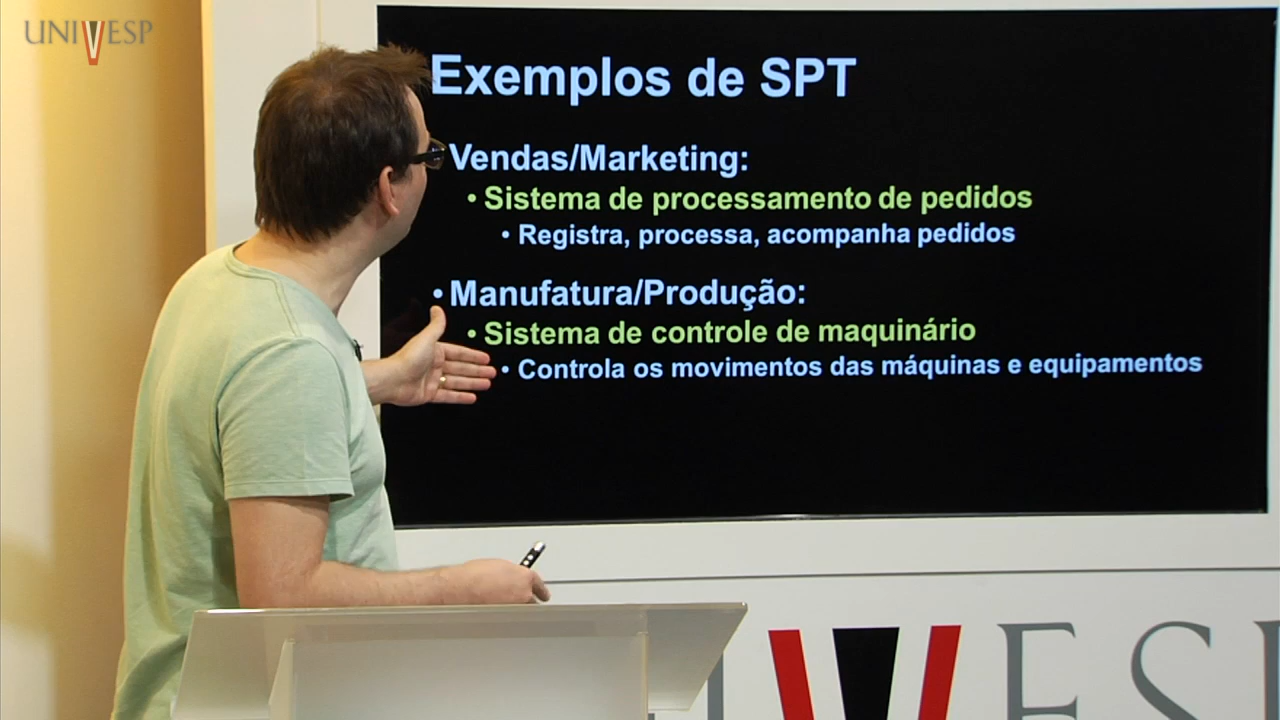 UNIVESP
Exemplos de SPT
Vendas/Marketing:
• Sistema de processamento de pedidos
• Registra, processa, acompanha pedidos
• Manufatura/Produção:
• Sistema de controle de maquinário
• Controla os movimentos das máquinas e equipamentos
VESP